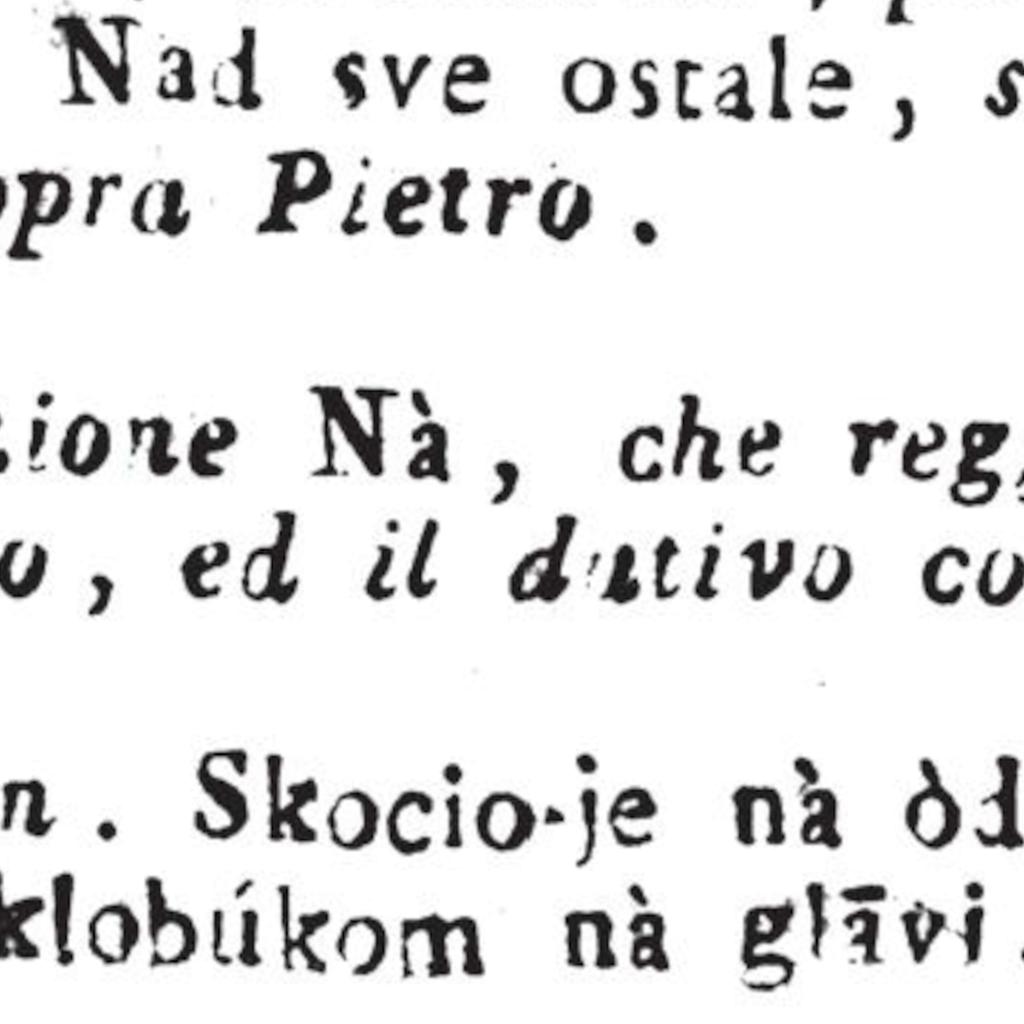 Nad sve ostale, s
opra Pietro.
zione Nà, che reg
o, ed il dativo co
n. Skocio-je nà òd
klobúkom nà glāvi.